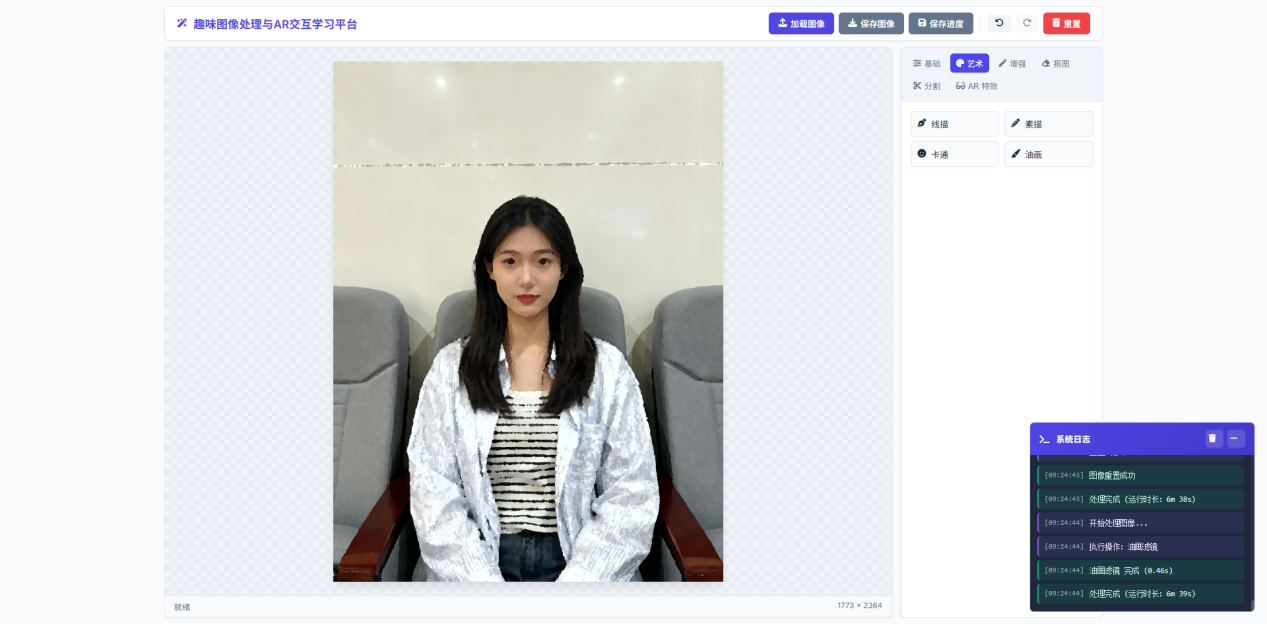 趣味图像处理与AR交互学习平台
加载图像
保存图像
保存进度
重置
基础
艺术
增强
抠图
分割
AR 特效
线描
素描
卡通
油画
系统日志
[09:24:43] 图像重置成功
[09:24:43] 处理完成 (运行时长: 6m 38s)
[09:24:44] 开始处理图像...
[09:24:44] 执行操作: 油画滤镜
[09:24:44] 油画滤镜 完成 (0.46s)
[09:24:44] 处理完成 (运行时长: 6m 39s)
就绪
1773 × 2364